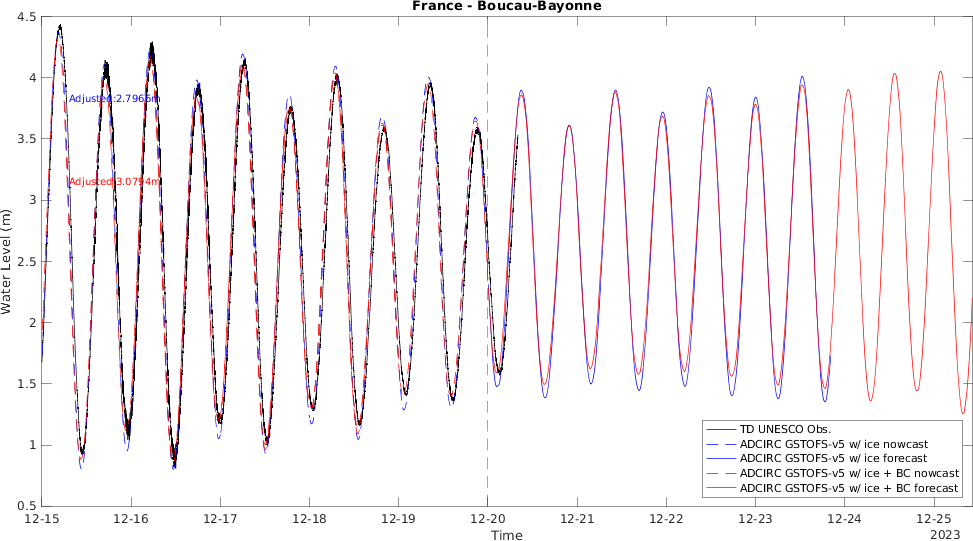 France - Boucau-Bayonne
4.5
4
3.5
3
2.5
2
1.5
1
0.5
Water Level (m)
Adjusted:2.7966m
Adjusted:3.0794m
TD UNESCO Obs.
ADCIRC GSTOFS-v5 w/ ice nowcast
ADCIRC GSTOFS-v5 w/ ice forecast
ADCIRC GSTOFS-v5 w/ ice + BC nowcast
ADCIRC GSTOFS-v5 w/ ice + BC forecast
12-15 12-16 12-17 12-18 12-19 12-20 12-21 12-22 12-23 12-24 12-25
Time
2023